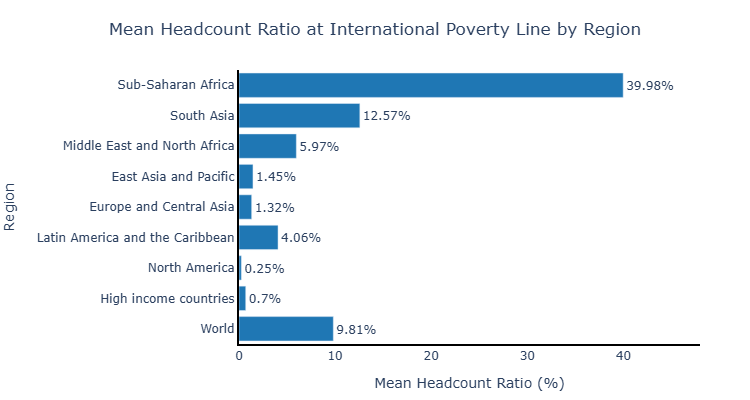 Mean Headcount Ratio at International Poverty Line by Region
Region
Sub-Saharan Africa 39.98%
South Asia 12.57%
Middle East and North Africa 5.97%
East Asia and Pacific 1.45%
Europe and Central Asia 1.32%
Latin America and the Caribbean 4.06%
North America 0.25%
High income countries 0.7%
World 9.81%
0 10 20 30 40
Mean Headcount Ratio (%)